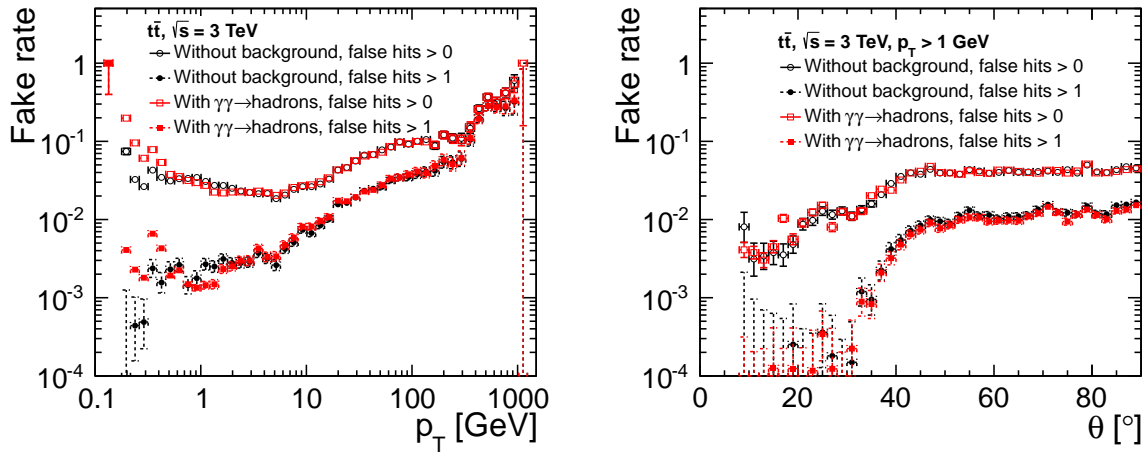 Fake rate
tt̄, √s = 3 TeV
Without background, false hits > 0
Without background, false hits > 1
With γγ→hadrons, false hits > 0
With γγ→hadrons, false hits > 1
1
10⁻¹
10⁻²
10⁻³
10⁻⁴
0.1 1 10 100 1000
p_T [GeV]
Fake rate
tt̄, √s = 3 TeV, p_T > 1 GeV
Without background, false hits > 0
Without background, false hits > 1
With γγ→hadrons, false hits > 0
With γγ→hadrons, false hits > 1
1
10⁻¹
10⁻²
10⁻³
10⁻⁴
0 20 40 60 80
θ [°]